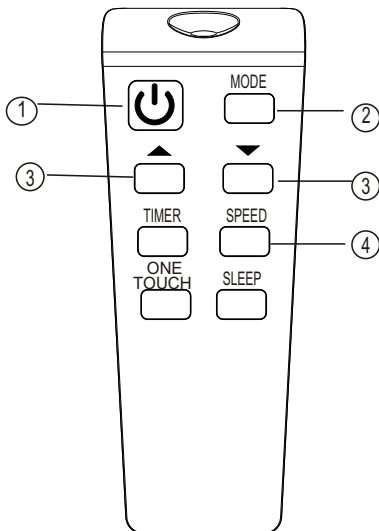 1
MODE
2
3
3
TIMER
SPEED
4
ONE
TOUCH
SLEEP